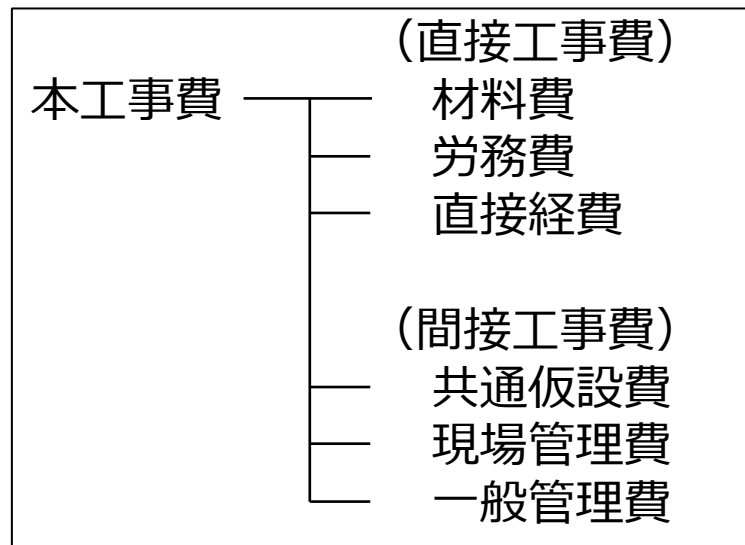 （直接工事費）
本工事費 材料費
労務費
直接経費
（間接工事費）
共通仮設費
現場管理費
一般管理費